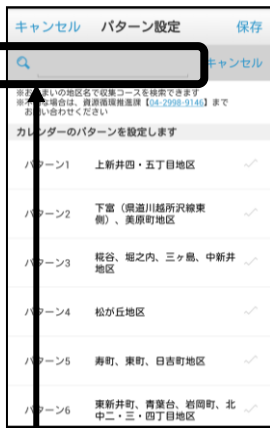 キャンセル パターン設定 保存
キャンセル
※お まいの地区名で収集コースを検索できます
※不 な場合は、資源循環推進課【04-2998-9146】まで
お問い合わせください
カレンダーのパターンを設定します
パターン1 上新井四・五丁目地区
パターン2 下富（県道川越所沢線東
側）、美原町地区
パターン3 糀谷、堀之内、三ヶ島、中新井
地区
パターン4 松が丘地区
パターン5 寿町、東町、日吉町地区
パターン6 東新井町、青葉台、岩岡町、北
中二・三・四丁目地区